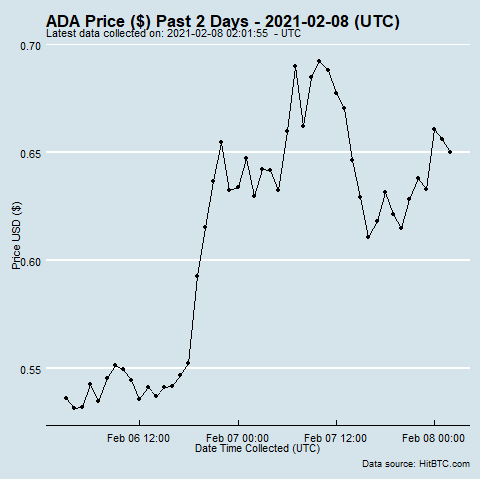 ADA Price ($) Past 2 Days - 2021-02-08 (UTC)
Latest data collected on: 2021-02-08 02:01:55  - UTC
0.70
0.65
0.60
0.55
Price USD ($)
Feb 06 12:00 Feb 07 00:00 Feb 07 12:00 Feb 08 00:00
Date Time Collected (UTC)
Data source: HitBTC.com